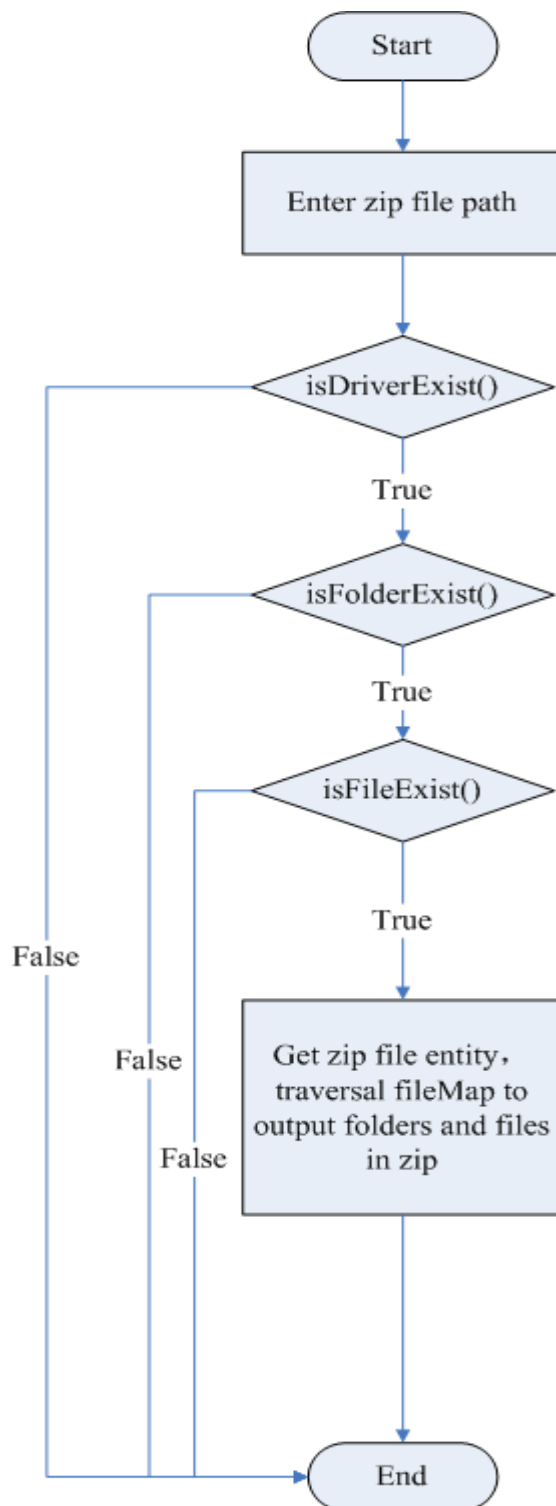 Start
Enter zip file path
isDriverExist()
True
isFolderExist()
True
isFileExist()
True
False
Get zip file entity，
traversal fileMap to
output folders and files
in zip
False
False
End